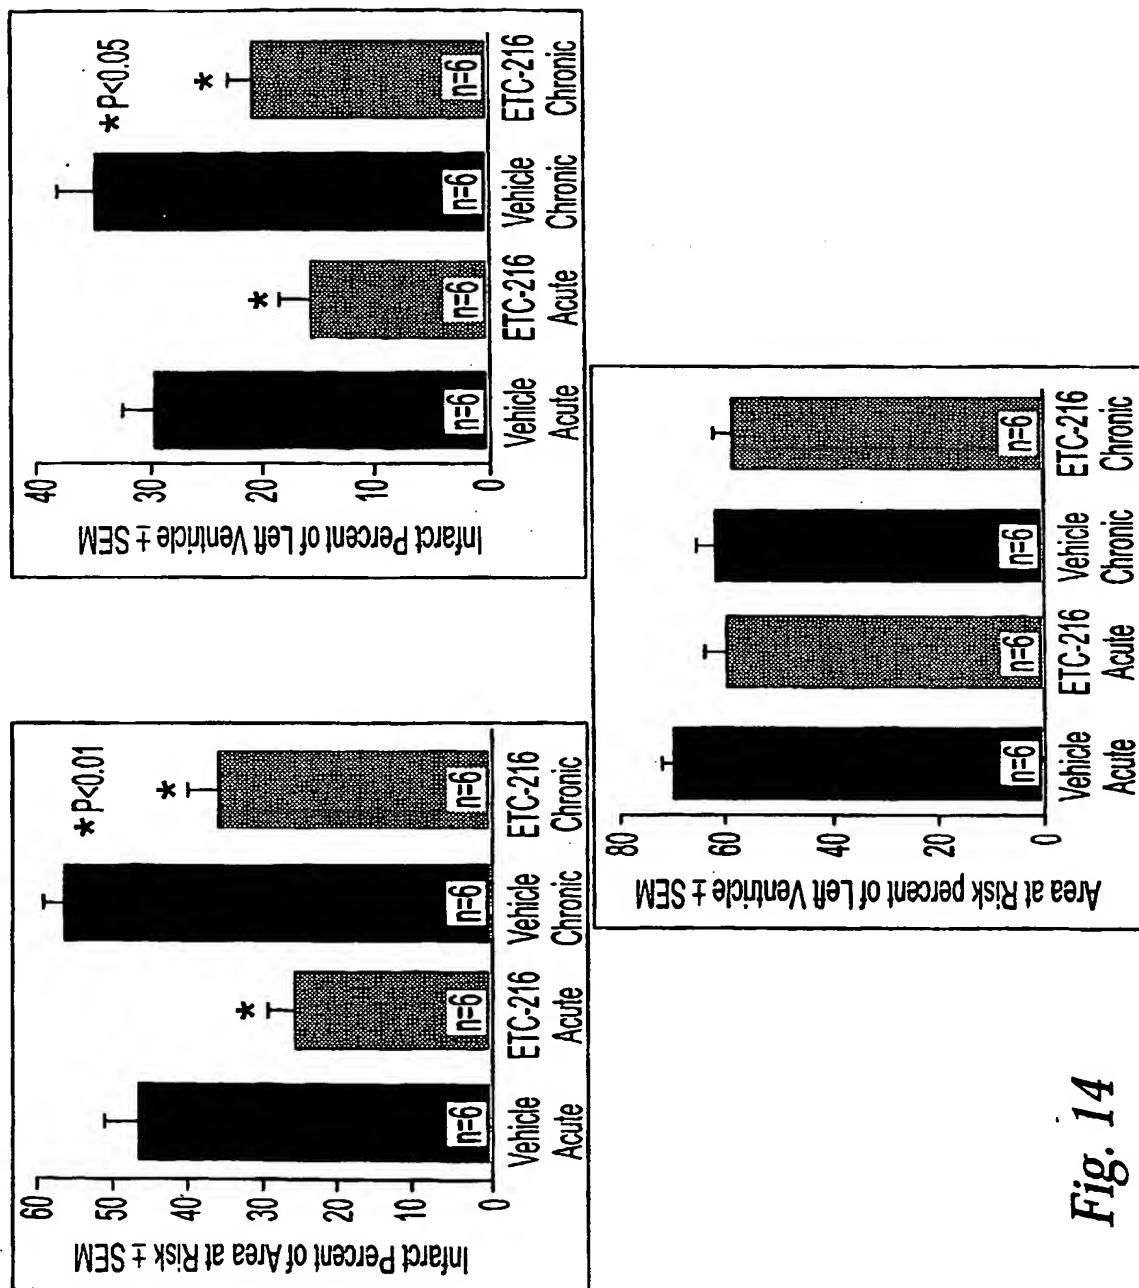 Infarct Percent of Area at Risk ± SEM
60
50
40
30
20
10
0
* P<0.01
*
*
n=6
n=6
n=6
n=6
Vehicle ETC-216 Vehicle ETC-216
Acute Acute Chronic Chronic
Infarct Percent of Left Ventricle ± SEM
40
30
20
10
0
* P<0.05
*
*
n=6
n=6
n=6
n=6
Vehicle ETC-216 Vehicle ETC-216
Acute Acute Chronic Chronic
Area at Risk percent of Left Ventricle ± SEM
80
60
40
20
0
n=6
n=6
n=6
n=6
Vehicle ETC-216 Vehicle ETC-216
Acute Acute Chronic Chronic
Fig. 14